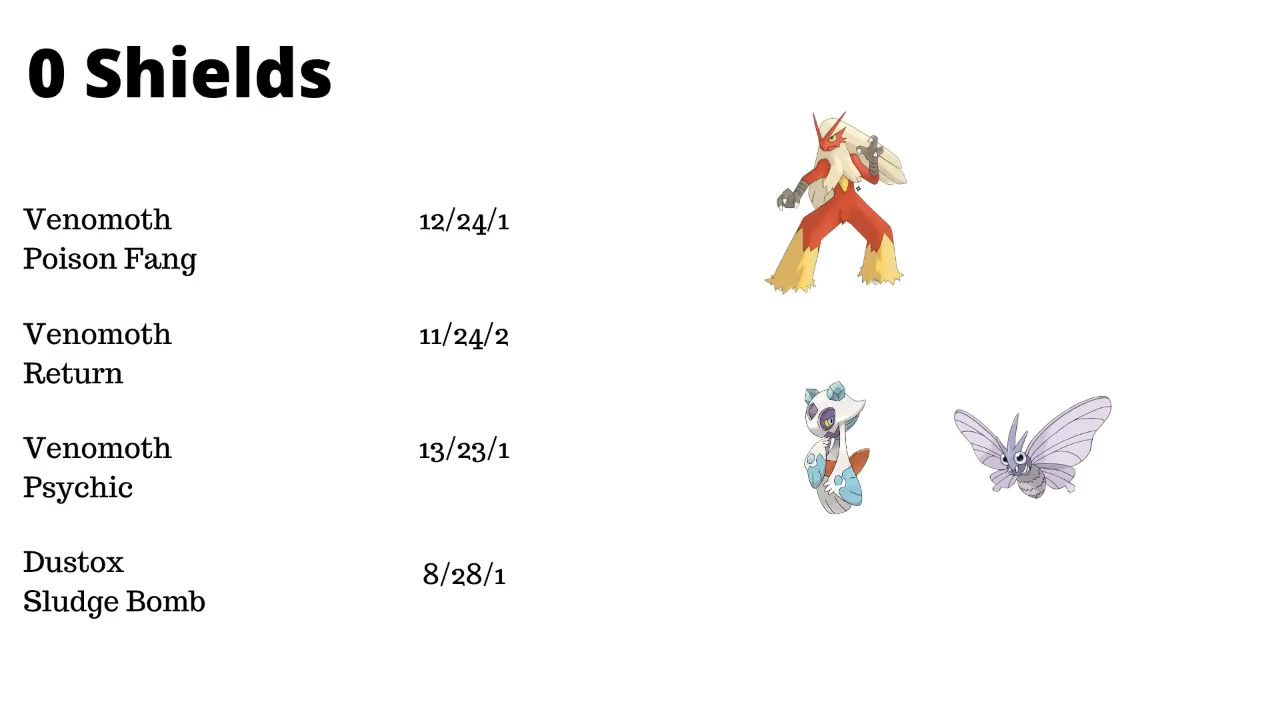 0 Shields
Venomoth
Poison Fang
12/24/1
Venomoth
Return
11/24/2
Venomoth
Psychic
13/23/1
Dustox
Sludge Bomb
8/28/1